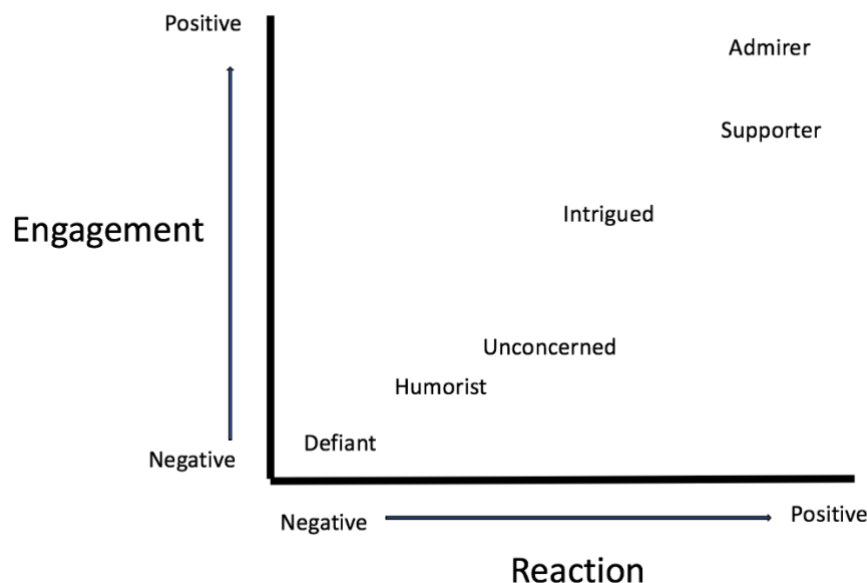 Positive
Admirer
Supporter
Intrigued
Engagement
Unconcerned
Humorist
Defiant
Negative
Negative
Positive
Reaction